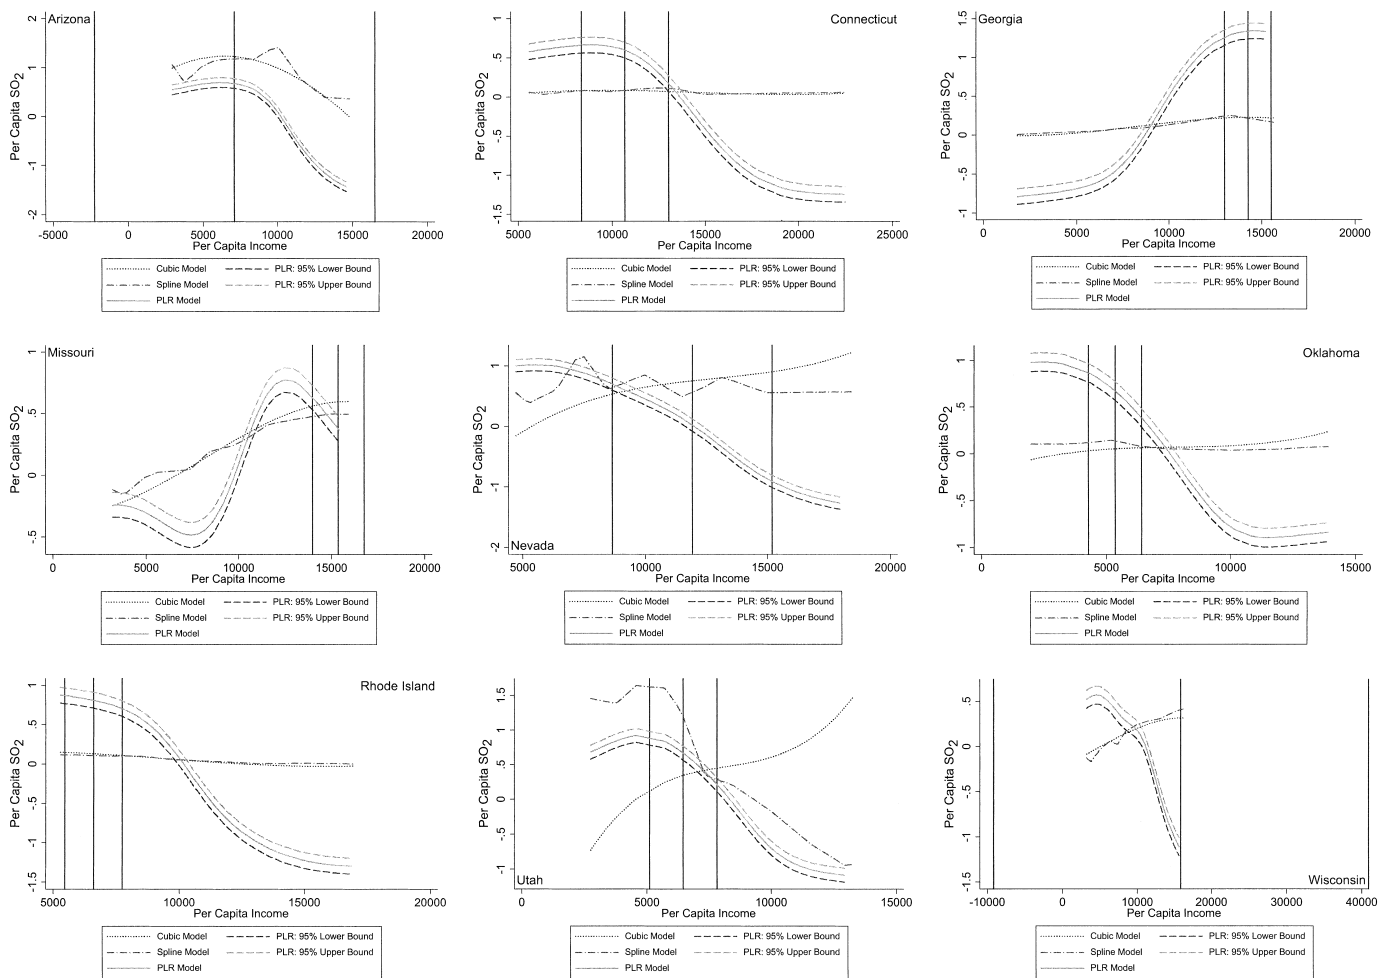 Arizona
Per Capita SO2
2
1
0
-1
-2
-5000 0 5000 10000 15000 20000
Per Capita Income
Cubic Model PLR: 95% Lower Bound
Spline Model PLR: 95% Upper Bound
PLR Model
Connecticut
Per Capita SO2
1
.5
0
-.5
-1
-1.5
5000 10000 15000 20000 25000
Per Capita Income
Cubic Model PLR: 95% Lower Bound
Spline Model PLR: 95% Upper Bound
PLR Model
Georgia
Per Capita SO2
1.5
1
.5
0
-.5
-1
0 5000 10000 15000 20000
Per Capita Income
Cubic Model PLR: 95% Lower Bound
Spline Model PLR: 95% Upper Bound
PLR Model
Missouri
Per Capita SO2
1
.5
0
-.5
0 5000 10000 15000 20000
Per Capita Income
Cubic Model PLR: 95% Lower Bound
Spline Model PLR: 95% Upper Bound
PLR Model
Nevada
Per Capita SO2
1
0
-1
-2
5000 10000 15000 20000
Per Capita Income
Cubic Model PLR: 95% Lower Bound
Spline Model PLR: 95% Upper Bound
PLR Model
Oklahoma
Per Capita SO2
1
.5
0
-.5
-1
0 5000 10000 15000
Per Capita Income
Cubic Model PLR: 95% Lower Bound
Spline Model PLR: 95% Upper Bound
PLR Model
Rhode Island
Per Capita SO2
1
.5
0
-.5
-1
-1.5
5000 10000 15000 20000
Per Capita Income
Cubic Model PLR: 95% Lower Bound
Spline Model PLR: 95% Upper Bound
PLR Model
Utah
Per Capita SO2
1.5
1
.5
0
-.5
-1
0 5000 10000 15000
Per Capita Income
Cubic Model PLR: 95% Lower Bound
Spline Model PLR: 95% Upper Bound
PLR Model
Wisconsin
Per Capita SO2
.5
0
-.5
-1
-1.5
-10000 0 10000 20000 30000 40000
Per Capita Income
Cubic Model PLR: 95% Lower Bound
Spline Model PLR: 95% Upper Bound
PLR Model